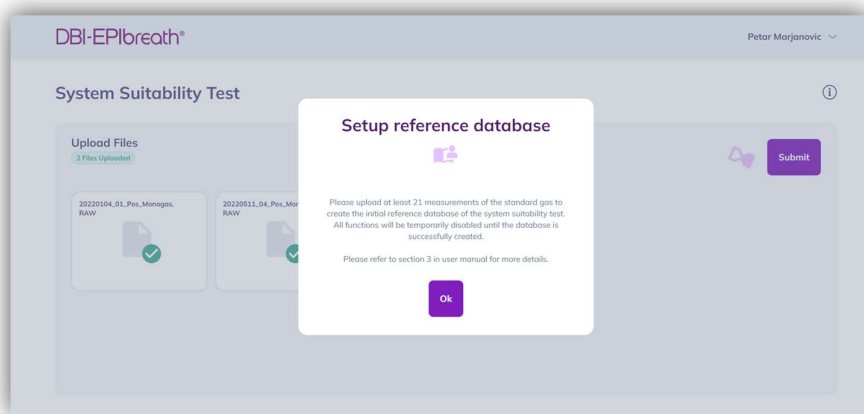 DBI-EPIbreath®
Petar Marjanovic
System Suitability Test
Upload Files
2 Files Uploaded
Submit
20220104_01_Pos_Monogas.
RAW
20220511_04_Pos_Mon
RAW
Setup reference database
Please upload at least 21 measurements of the standard gas to
create the initial reference database of the system suitability test.
All functions will be temporarily disabled until the database is
successfully created.
Please refer to section 3 in user manual for more details.
Ok